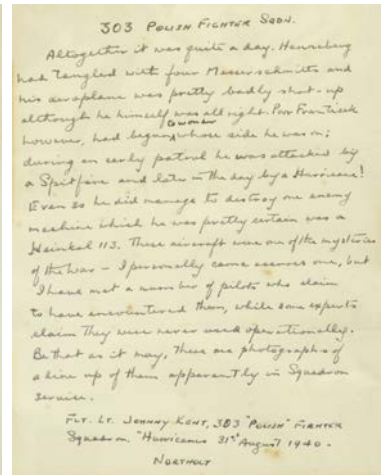 303 POLISH FIGHTER SQDN.
Altogether it was quite a day. Henneberg
had tangled with four Messerschmitts and
his aeroplane was pretty badly shot-up
although he himself was all right. Poor Frantisek
however, had began to wonder whose side he was on;
during an early patrol he was attacked by
a Spitfire and later in the day by a Hurricane!
Even so he did manage to destroy one enemy
machine which he was pretty certain was a
Heinkel 113. These aircraft were one of the mysteries
of the war – I personally came across one, but
I have met a number of pilots who claim
to have encountered them, while some experts
claim they were never used operationally.
Be that as it may, there are photographs of
a line up of them apparently in Squadron
Service.
FLT. LT. JOHNNY KENT, 303 "POLISH" FIGHTER
Squadron, "Hurricanes" 31st August 1940.
NORTHOLT